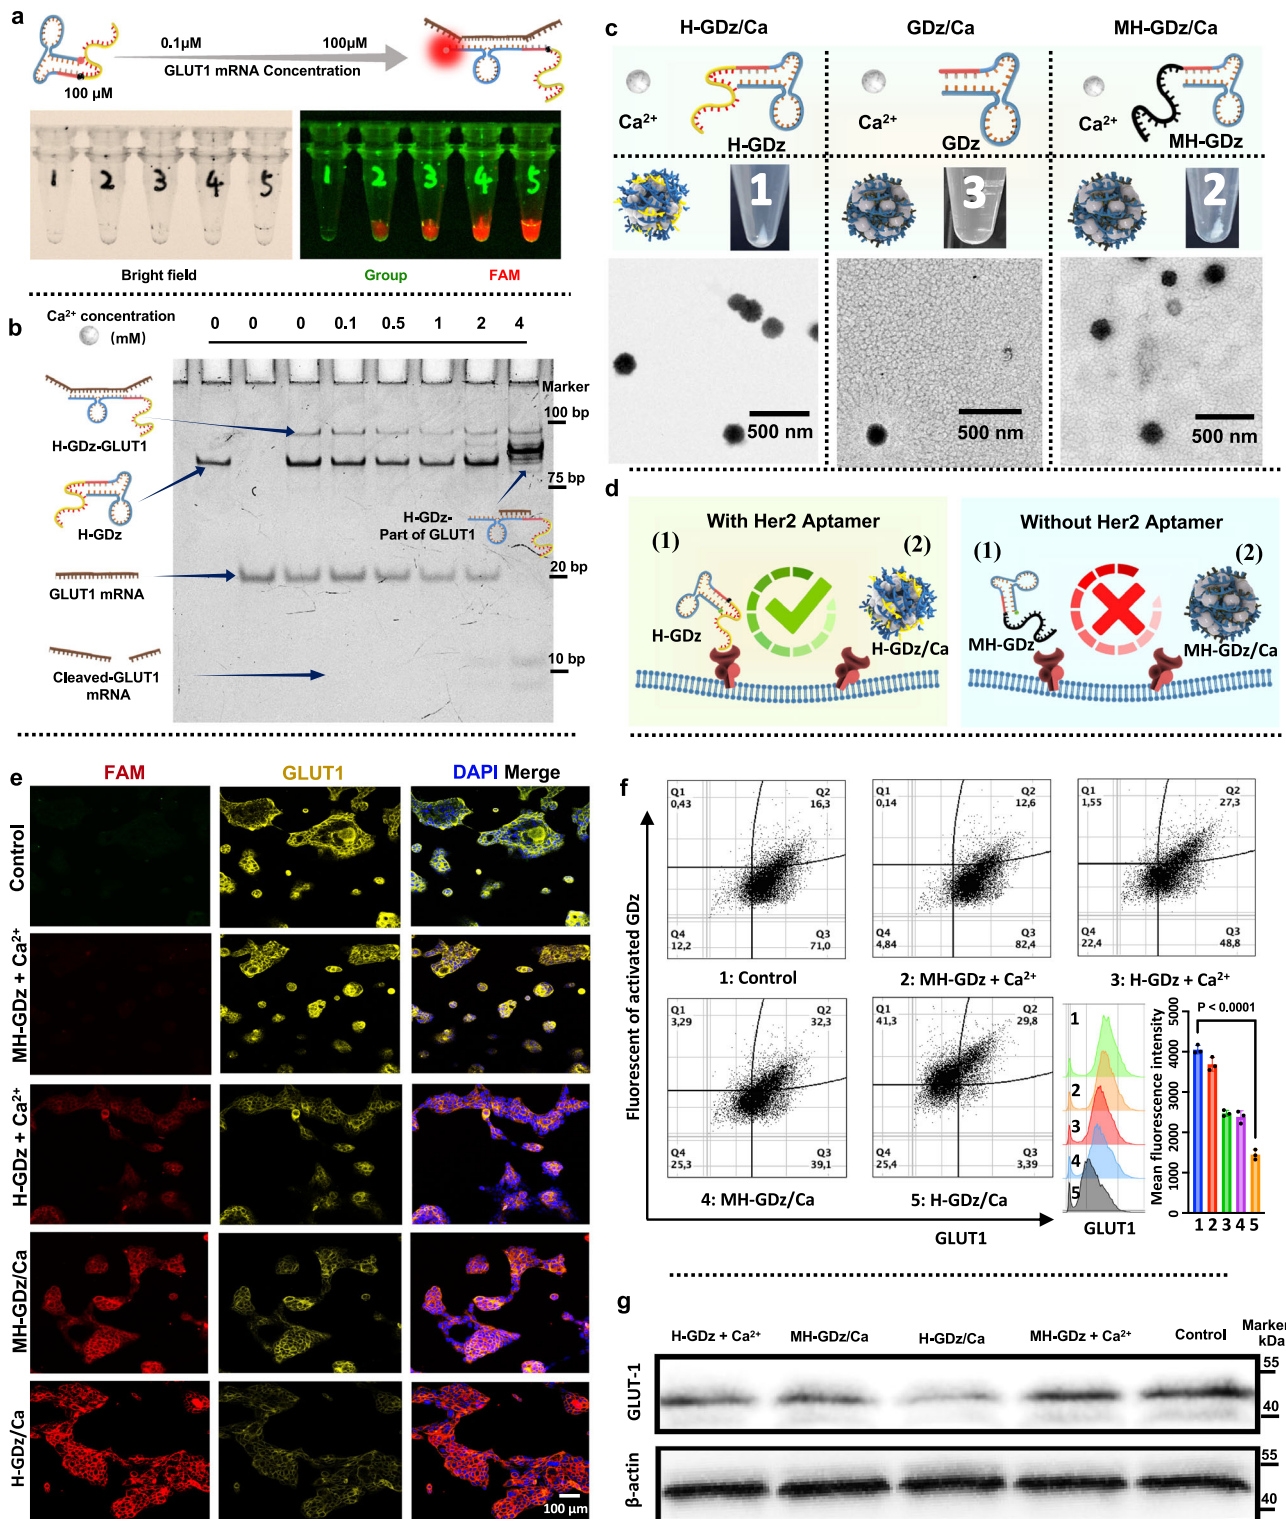 a
0.1µM
100µM
GLUT1 mRNA Concentration
100 µM
1 2 3 4 5
1 2 3 4 5
Bright field
Group
FAM
b
Ca²⁺ concentration
(mM)
0 0 0 0.1 0.5 1 2 4
Marker
100 bp
75 bp
20 bp
10 bp
H-GDz-GLUT1
H-GDz
H-GDz-
Part of GLUT1
GLUT1 mRNA
Cleaved-GLUT1
mRNA
c
H-GDz/Ca
GDz/Ca
MH-GDz/Ca
Ca²⁺
H-GDz
Ca²⁺
GDz
Ca²⁺
MH-GDz
1
3
2
500 nm
500 nm
500 nm
d
With Her2 Aptamer
(1)
(2)
H-GDz
H-GDz/Ca
Without Her2 Aptamer
(1)
(2)
MH-GDz
MH-GDz/Ca
e
FAM
GLUT1
DAPI Merge
Control
MH-GDz + Ca²⁺
H-GDz + Ca²⁺
MH-GDz/Ca
H-GDz/Ca
100 µm
f
Fluorescent of activated GDz
Q1
0,43
Q2
16,3
Q4
12,2
Q3
71,0
1: Control
Q1
0,14
Q2
12,6
Q4
4,84
Q3
82,4
2: MH-GDz + Ca²⁺
Q1
1,55
Q2
27,3
Q4
22,4
Q3
48,8
3: H-GDz + Ca²⁺
Q1
3,29
Q2
32,3
Q4
25,3
Q3
39,1
4: MH-GDz/Ca
Q1
41,3
Q2
29,8
Q4
25,4
Q3
3,39
5: H-GDz/Ca
GLUT1
1
2
3
4
5
GLUT1
Mean fluorescence intensity
5000
4000
3000
2000
1000
0
P < 0.0001
1 2 3 4 5
g
H-GDz + Ca²⁺
MH-GDz/Ca
H-GDz/Ca
MH-GDz + Ca²⁺
Control
Marker
kDa
GLUT-1
55
40
β-actin
55
40